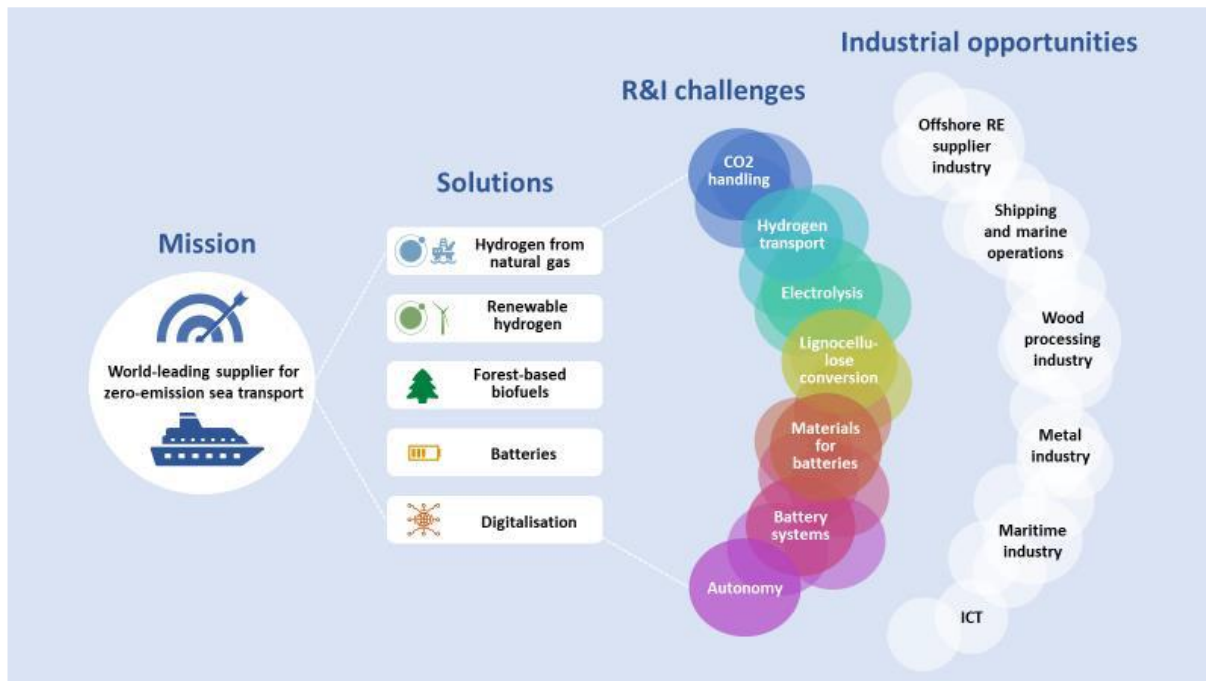 Mission
World-leading supplier for
zero-emission sea transport
Solutions
Hydrogen from
natural gas
Renewable
hydrogen
Forest-based
biofuels
Batteries
Digitalisation
R&I challenges
CO2
handling
Hydrogen
transport
Electrolysis
Lignocellu-
lose
conversion
Materials
for
batteries
Battery
systems
Autonomy
Industrial opportunities
Offshore RE
supplier
industry
Shipping
and marine
operations
Wood
processing
industry
Metal
industry
Maritime
industry
ICT